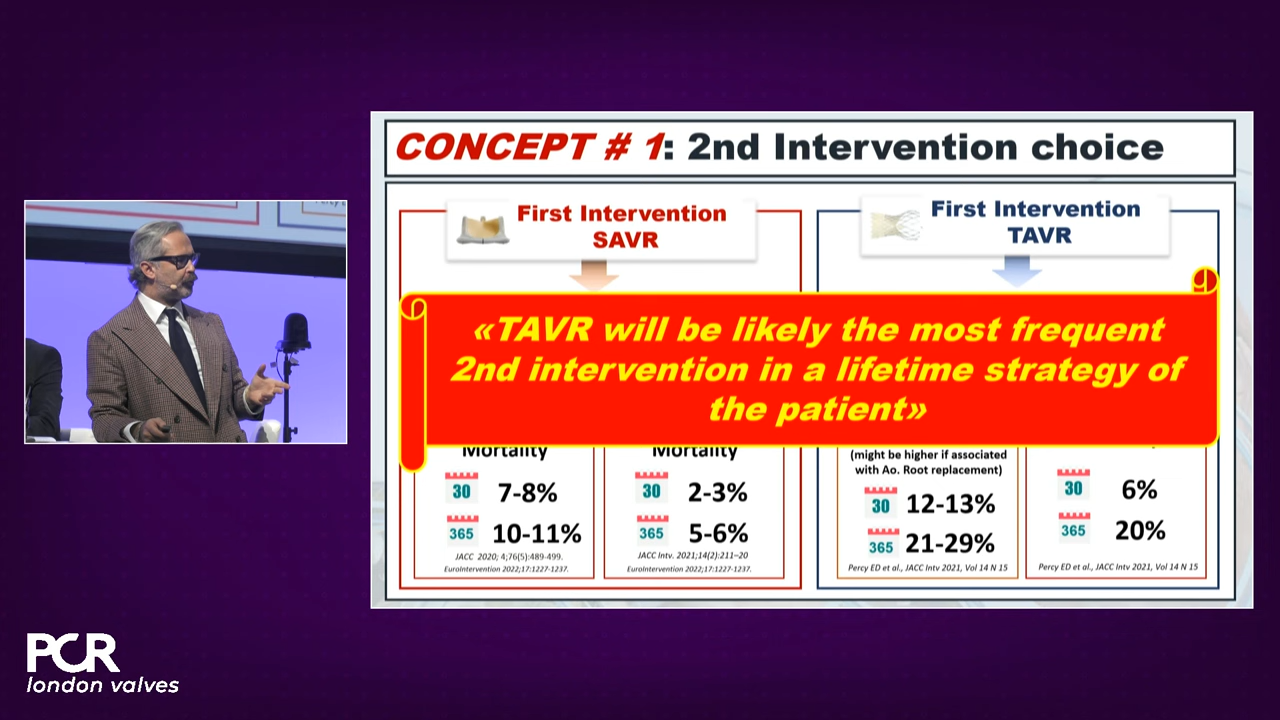 CONCEPT # 1: 2nd Intervention choice
First Intervention
SAVR
First Intervention
TAVR
«TAVR will be likely the most frequent
2nd intervention in a lifetime strategy of
the patient»
Mortality
30 7-8%
365 10-11%
JACC 2020; 4;76(5):489-499.
EuroIntervention 2022;17:1227-1237.
Mortality
30 2-3%
365 5-6%
JACC Intv. 2021;14(2):211–20
EuroIntervention 2022;17:1227-1237.
(might be higher if associated
with Ao. Root replacement)
30 12-13%
365 21-29%
Percy ED et al., JACC Intv 2021, Vol 14 N 15
30 6%
365 20%
Percy ED et al., JACC Intv 2021, Vol 14 N 15
PCR
london valves